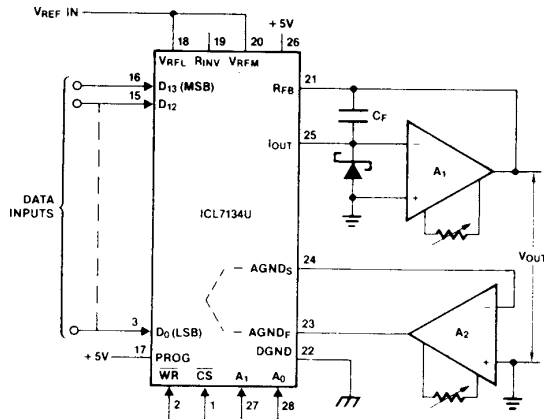 +5V
VREF IN
18 19 20 26
VRFL RINV VRFM
21
RFB
16
D13 (MSB)
15
D12
CF
25
IOUT
−
A1
+
DATA
INPUTS
ICL7134U
VOUT
24
AGNDS
−
3
D0 (LSB)
AGNDF
23
A2
+5V
17
PROG
DGND
22
+
WR CS A1 A0
2 1 27 28